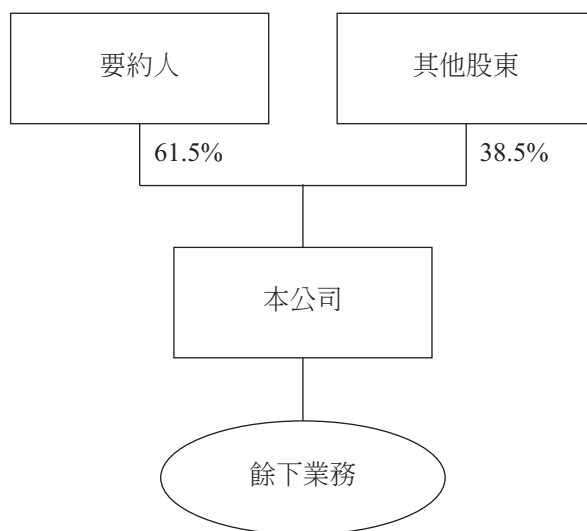 要約人
其他股東
61.5%
38.5%
本公司
餘下業務